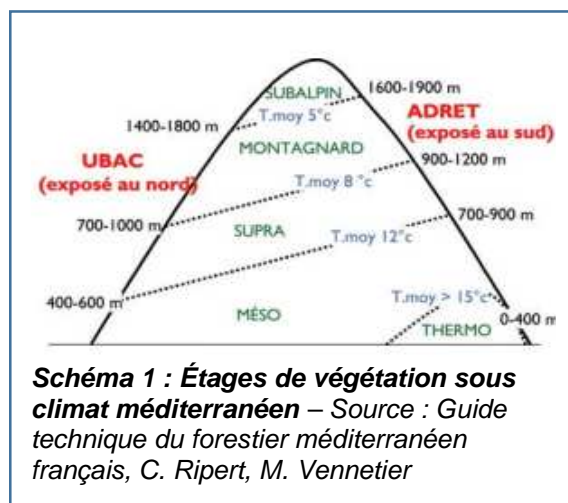 SUBALPIN
1600-1900 m
T.moy 5°c
ADRET
(exposé au sud)
1400-1800 m
MONTAGNARD
900-1200 m
UBAC
(exposé au nord)
T.moy 8 °c
700-1000 m
700-900 m
SUPRA
T.moy 12°c
400-600 m
T.moy > 15°c
0-400 m
MÉSO
THERMO
Schéma 1 : Étages de végétation sous
climat méditerranéen – Source : Guide
technique du forestier méditerranéen
français, C. Ripert, M. Vennetier